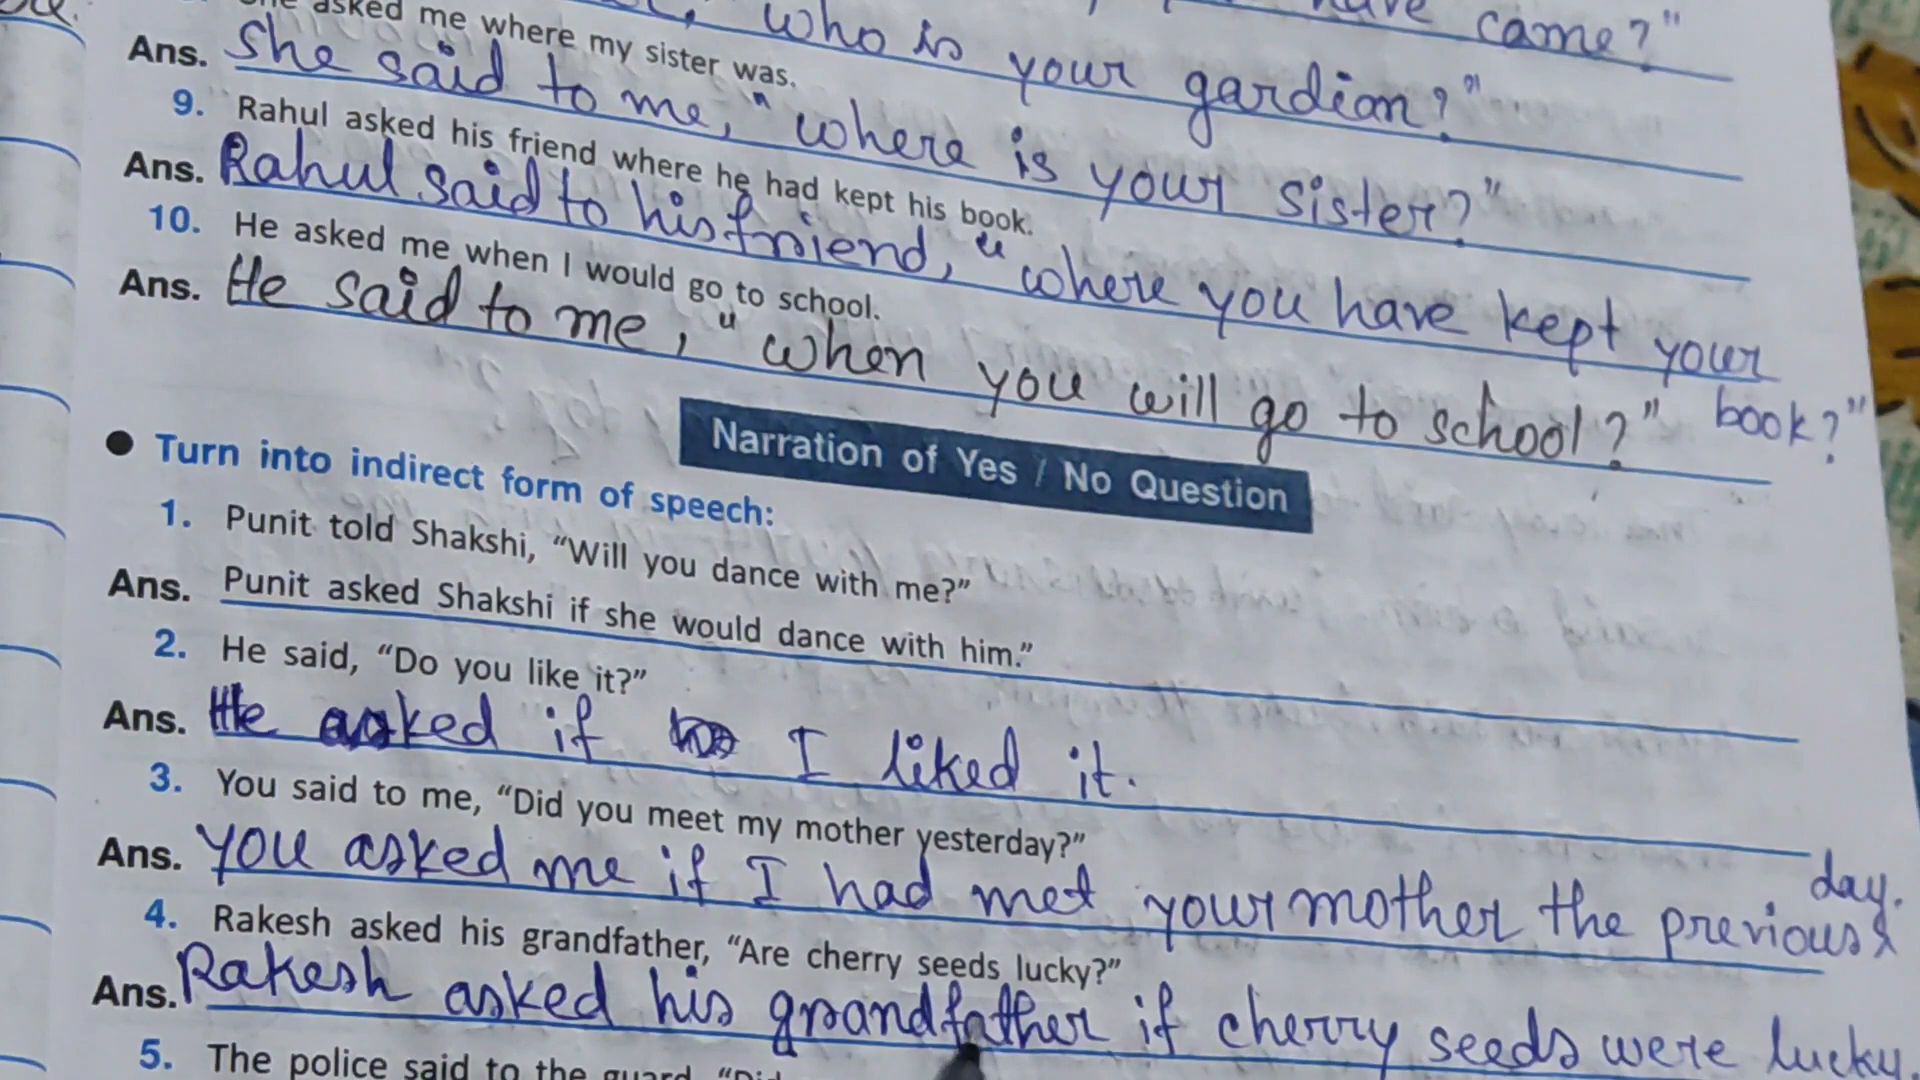 have came?"
who is your gardian?"
asked me where my sister was.
Ans. She said to me, "where is your sister?"
9. Rahul asked his friend where he had kept his book.
Ans. Rahul said to his friend, "where you have kept your book?"
10. He asked me when I would go to school.
Ans. He said to me, "when you will go to school?"
Narration of Yes / No Question
● Turn into indirect form of speech:
1. Punit told Shakshi, "Will you dance with me?"
Ans. Punit asked Shakshi if she would dance with him."
2. He said, "Do you like it?"
Ans. He asked if I liked it.
3. You said to me, "Did you meet my mother yesterday?"
Ans. You asked me if I had met your mother the previous day.
4. Rakesh asked his grandfather, "Are cherry seeds lucky?"
Ans. Rakesh asked his grandfather if cherry seeds were lucky.
5. The police said to the guard, "Did